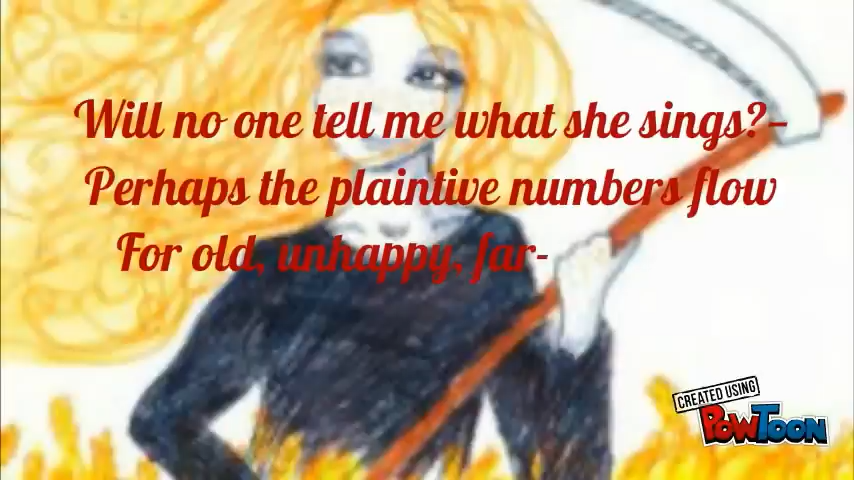 Will no one tell me what she sings?–
Perhaps the plaintive numbers flow
For old, unhappy, far-
CREATED USING
POWTOON